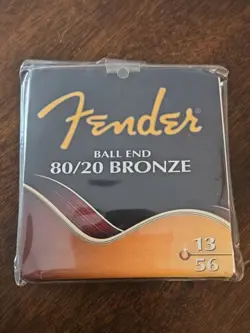 Fender
BALL END
80/20 BRONZE
13
56